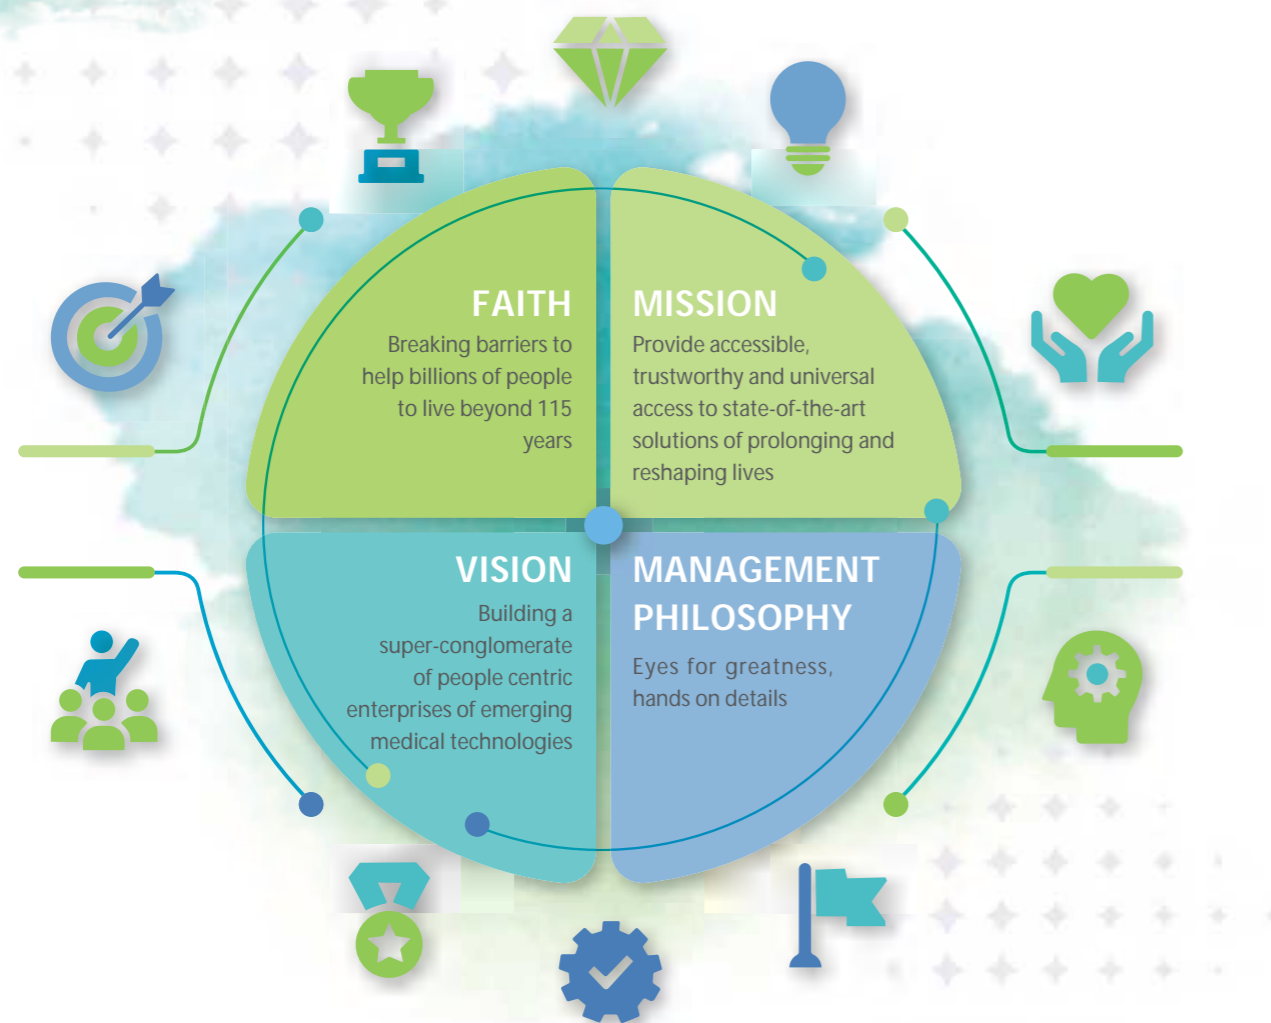 FAITH
Breaking barriers to
help billions of people
to live beyond 115
years
MISSION
Provide accessible,
trustworthy and universal
access to state-of-the-art
solutions of prolonging and
reshaping lives
VISION
Building a
super-conglomerate
of people centric
enterprises of emerging
medical technologies
MANAGEMENT
PHILOSOPHY
Eyes for greatness,
hands on details